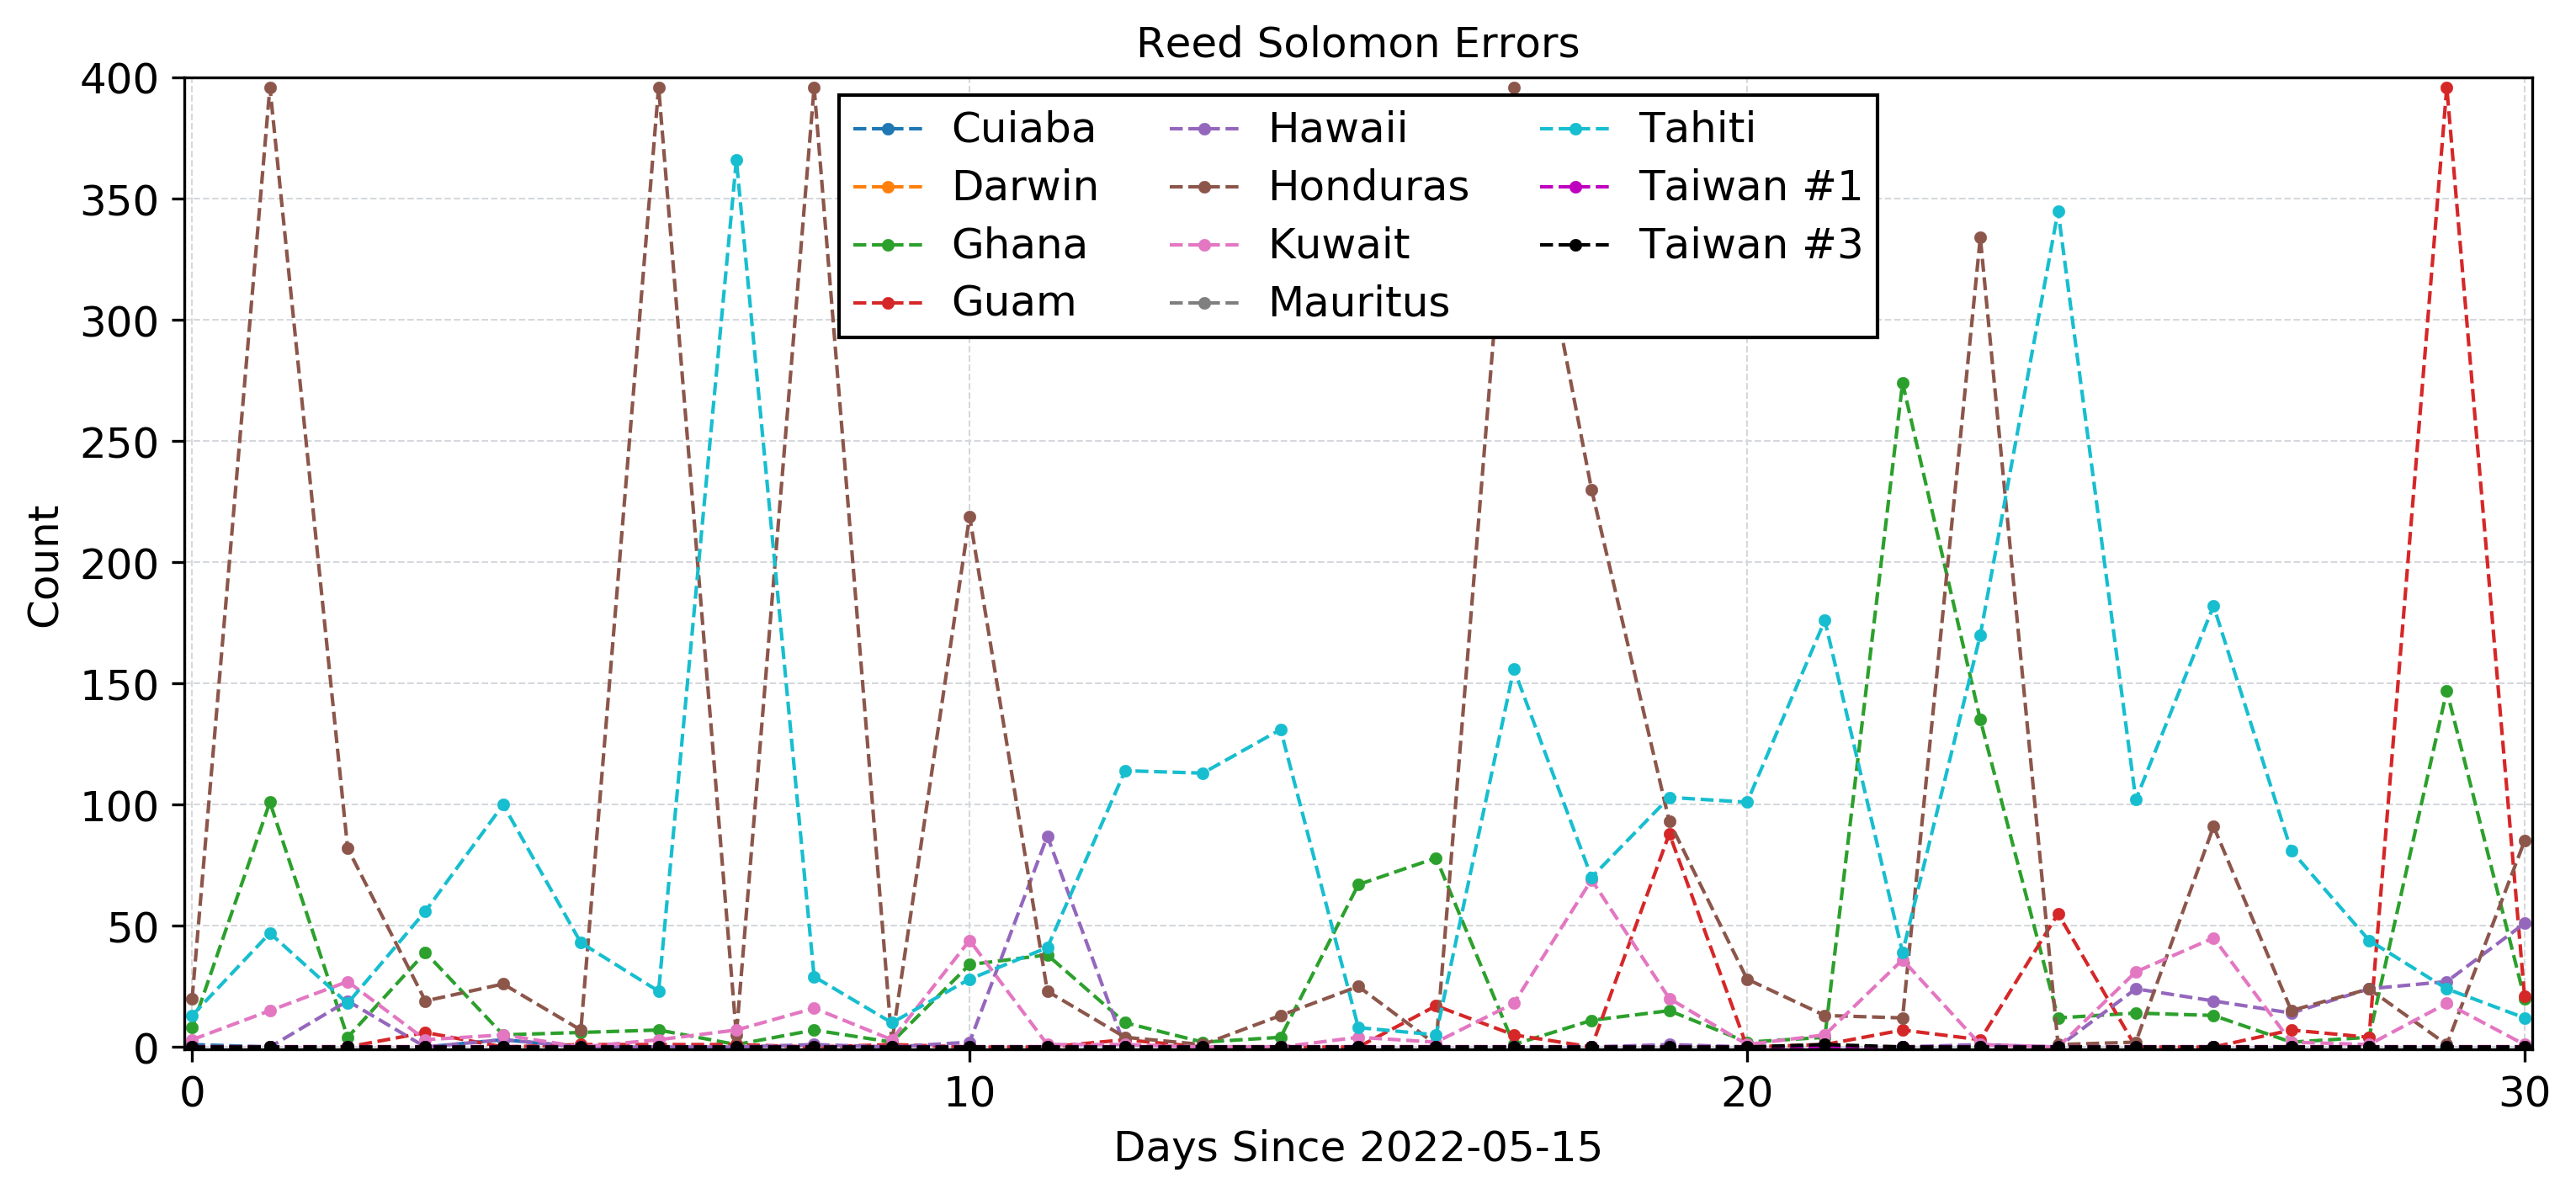 Reed Solomon Errors
400
350
300
250
200
150
100
50
0
Count
Cuiaba
Darwin
Ghana
Guam
Hawaii
Honduras
Kuwait
Mauritus
Tahiti
Taiwan #1
Taiwan #3
0 10 20 30
Days Since 2022-05-15